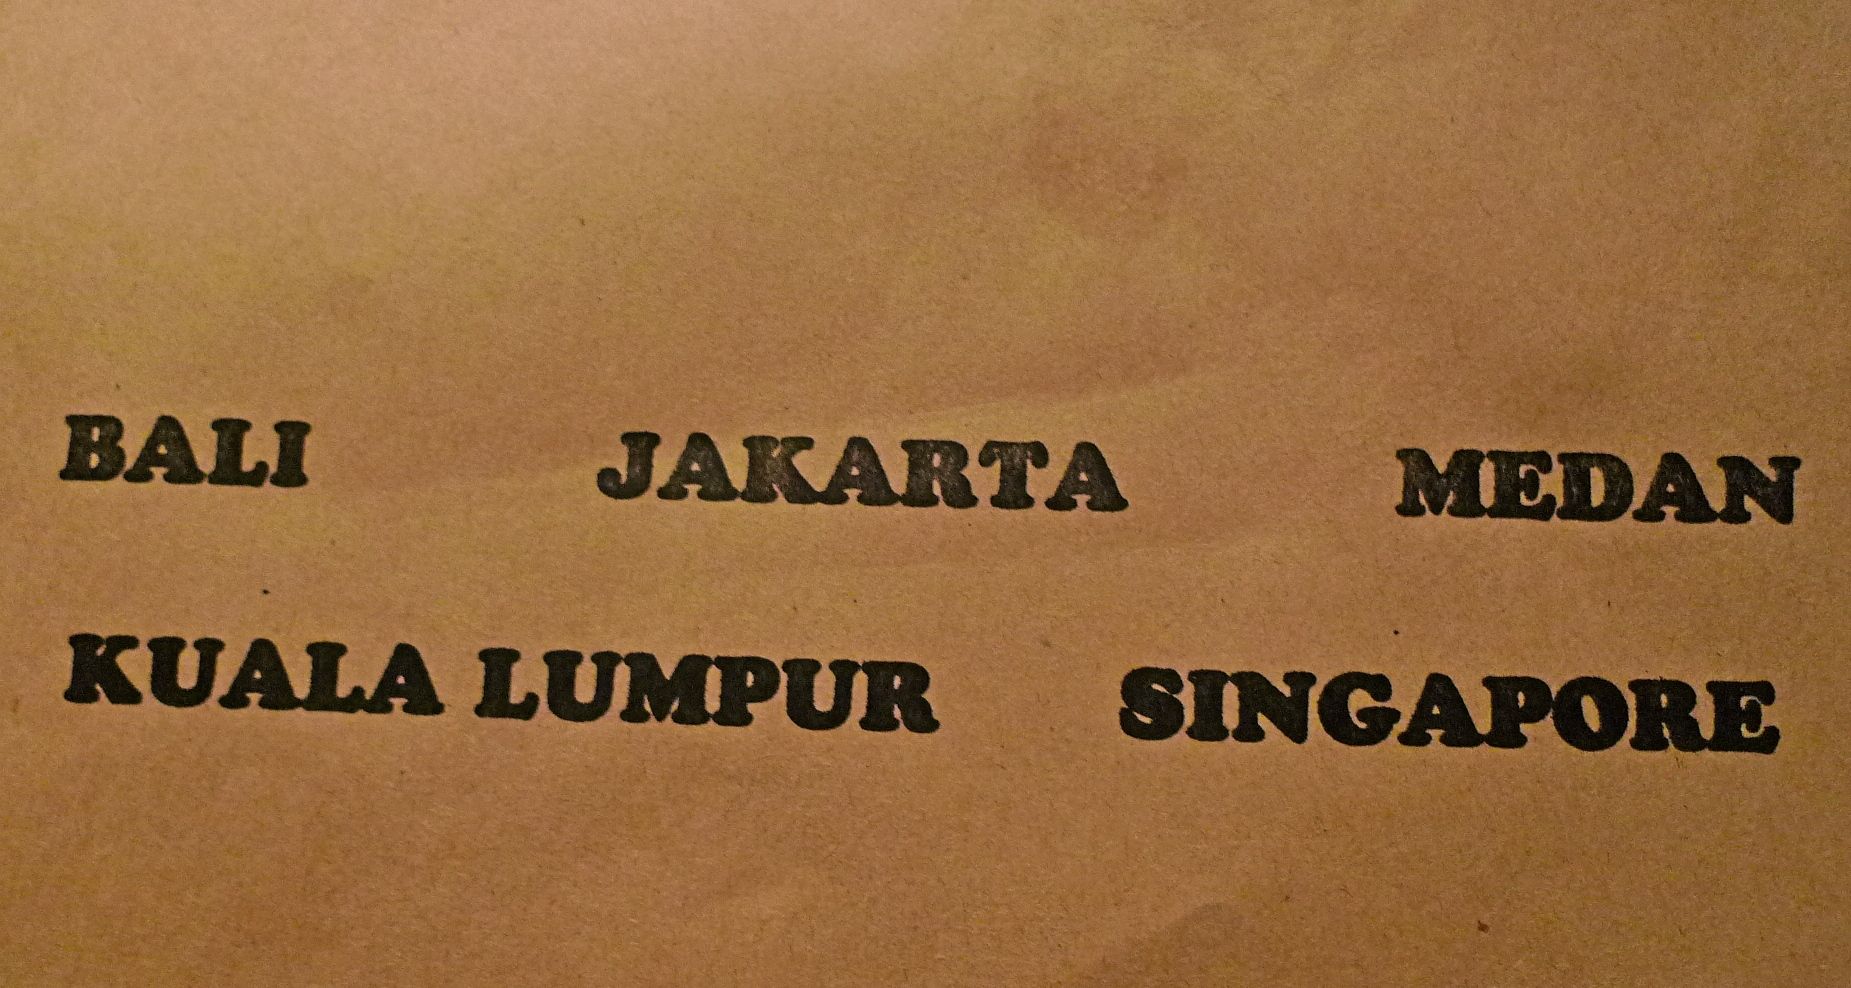 BALI JAKARTA MEDAN
KUALA LUMPUR SINGAPORE